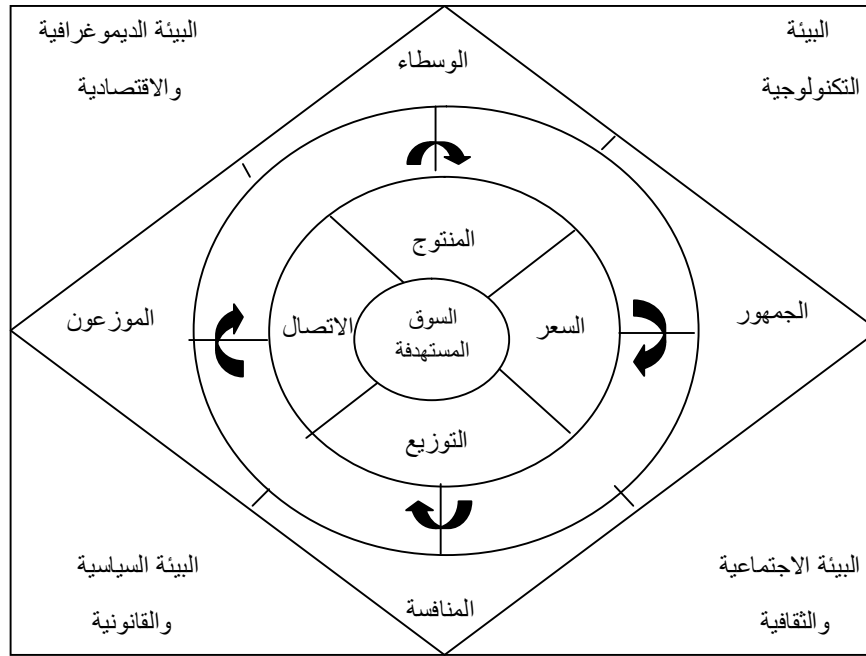 البيئة
التكنولوجية
البيئة الديموغرافية
والاقتصادية
الوسطاء
المنتوج
الجمهور
السعر
السوق
المستهدفة
الاتصال
الموزعون
التوزيع
المنافسة
البيئة الاجتماعية
والثقافية
البيئة السياسية
والقانونية